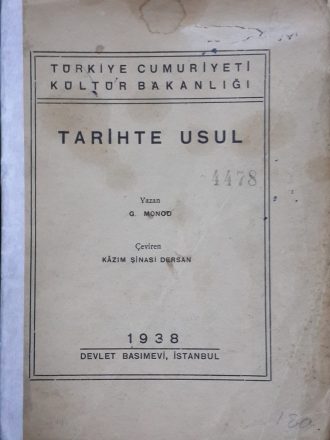 TÜRKİYE CUMURİYETİ
KÜLTÜR BAKANLIĞI
TARİHTE USUL
4478
Yazan
G. MONOD
Çeviren
KÂZIM ŞİNASİ DERSAN
1938
DEVLET BASIMEVİ, İSTANBUL